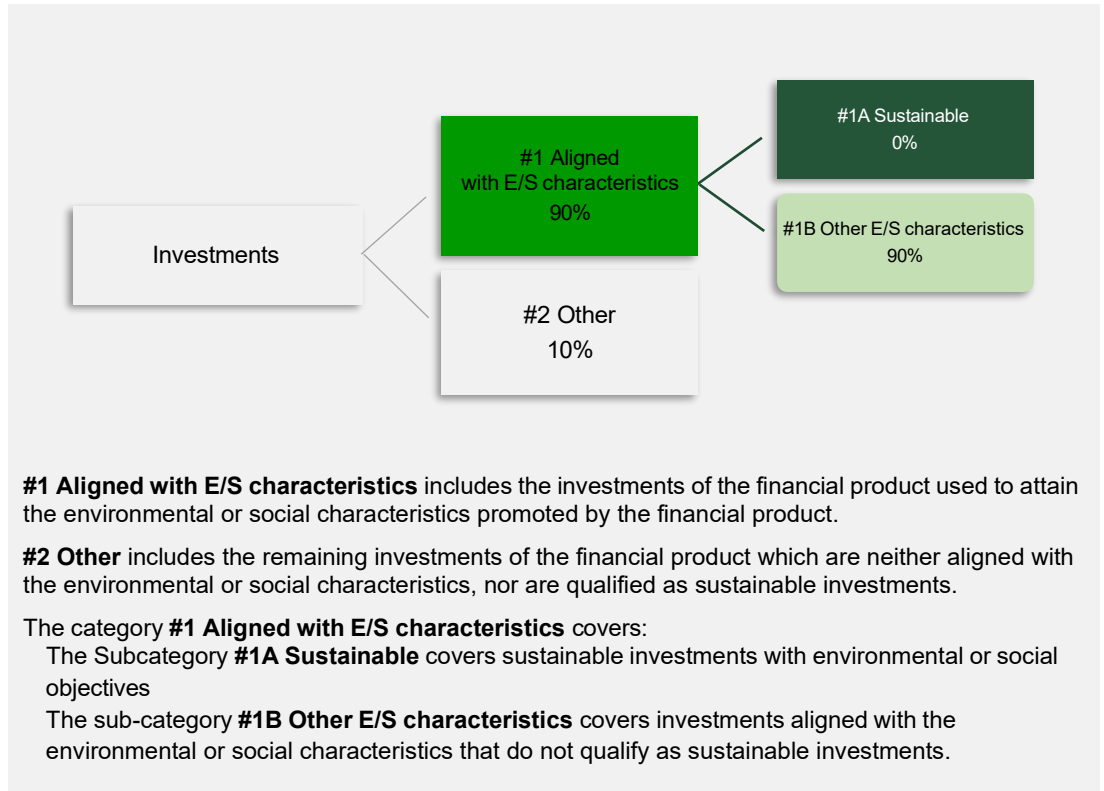 #1A Sustainable
0%
#1 Aligned
with E/S characteristics
90%
#1B Other E/S characteristics
90%
Investments
#2 Other
10%
#1 Aligned with E/S characteristics includes the investments of the financial product used to attain
the environmental or social characteristics promoted by the financial product.
#2 Other includes the remaining investments of the financial product which are neither aligned with
the environmental or social characteristics, nor are qualified as sustainable investments.
The category #1 Aligned with E/S characteristics covers:
The Subcategory #1A Sustainable covers sustainable investments with environmental or social
objectives
The sub-category #1B Other E/S characteristics covers investments aligned with the
environmental or social characteristics that do not qualify as sustainable investments.